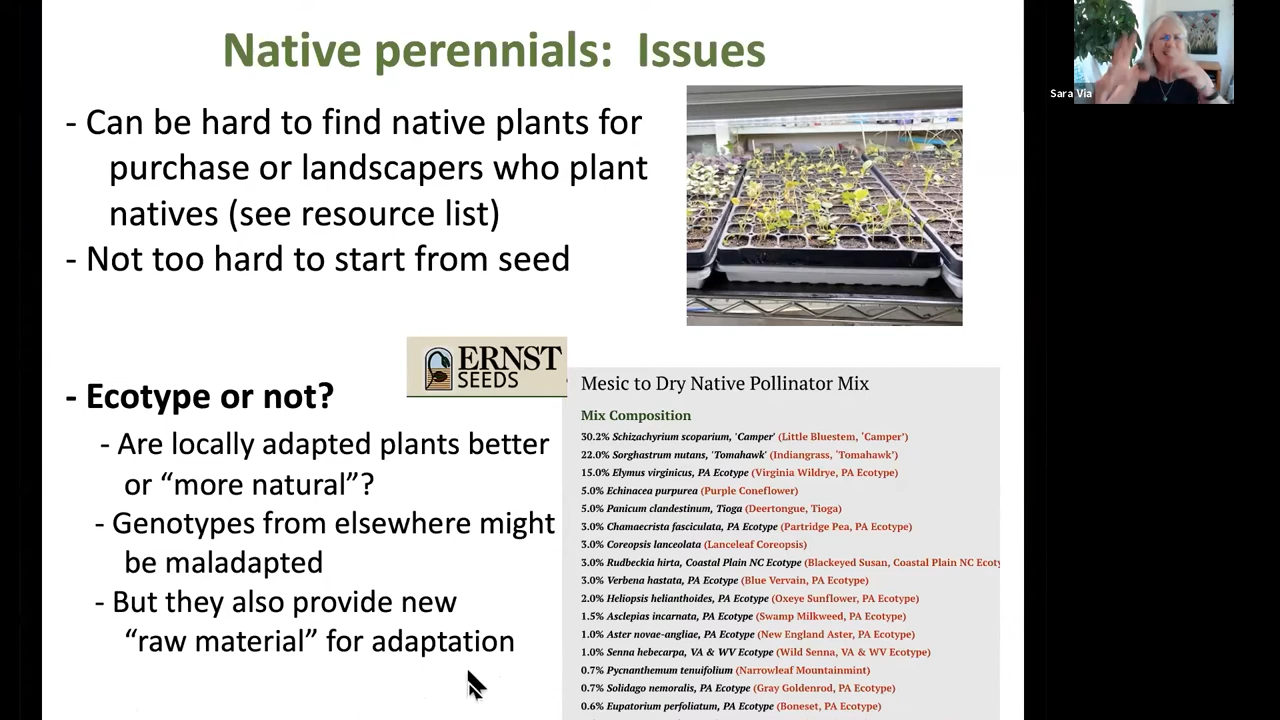 Native perennials: Issues
- Can be hard to find native plants for
purchase or landscapers who plant
natives (see resource list)
- Not too hard to start from seed
- Ecotype or not?
- Are locally adapted plants better
or “more natural”?
- Genotypes from elsewhere might
be maladapted
- But they also provide new
“raw material” for adaptation
ERNST
SEEDS
Mesic to Dry Native Pollinator Mix
Mix Composition
30.2% Schizachyrium scoparium, 'Camper' (Little Bluestem, 'Camper')
22.0% Sorghastrum nutans, 'Tomahawk' (Indiangrass, 'Tomahawk')
15.0% Elymus virginicus, PA Ecotype (Virginia Wildrye, PA Ecotype)
5.0% Echinacea purpurea (Purple Coneflower)
5.0% Panicum clandestinum, Tioga (Deertongue, Tioga)
3.0% Chamaecrista fasciculata, PA Ecotype (Partridge Pea, PA Ecotype)
3.0% Coreopsis lanceolata (Lanceleaf Coreopsis)
3.0% Rudbeckia hirta, Coastal Plain NC Ecotype (Blackeyed Susan, Coastal Plain NC Ecoty
3.0% Verbena hastata, PA Ecotype (Blue Vervain, PA Ecotype)
2.0% Heliopsis helianthoides, PA Ecotype (Oxeye Sunflower, PA Ecotype)
1.5% Asclepias incarnata, PA Ecotype (Swamp Milkweed, PA Ecotype)
1.0% Aster novae-angliae, PA Ecotype (New England Aster, PA Ecotype)
1.0% Senna hebecarpa, VA & WV Ecotype (Wild Senna, VA & WV Ecotype)
0.7% Pycnanthemum tenuifolium (Narrowleaf Mountainmint)
0.7% Solidago nemoralis, PA Ecotype (Gray Goldenrod, PA Ecotype)
0.6% Eupatorium perfoliatum, PA Ecotype (Boneset, PA Ecotype)
Sara Via